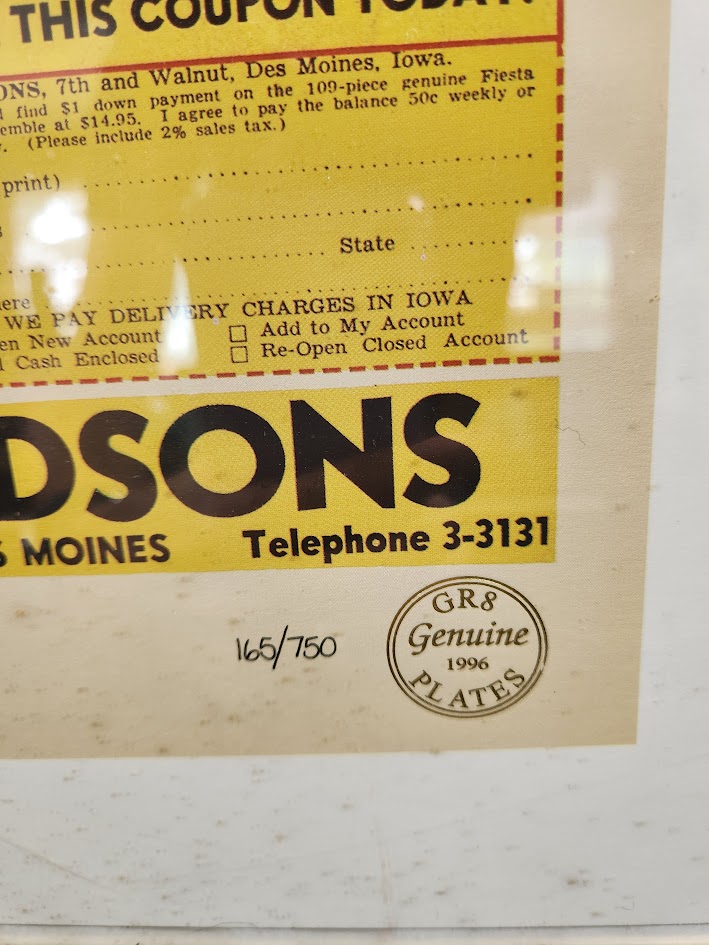 THIS COUPON TODAY!
ONS, 7th and Walnut, Des Moines, Iowa.
find $1 down payment on the 109-piece genuine Fiesta
emble at $14.95. I agree to pay the balance 50c weekly or
(Please include 2% sales tax.)
print)
State
ere
WE PAY DELIVERY CHARGES IN IOWA
en New Account □ Add to My Account
Cash Enclosed □ Re-Open Closed Account
DSONS
S MOINES Telephone 3-3131
165/750
GR8
Genuine
1996
PLATES